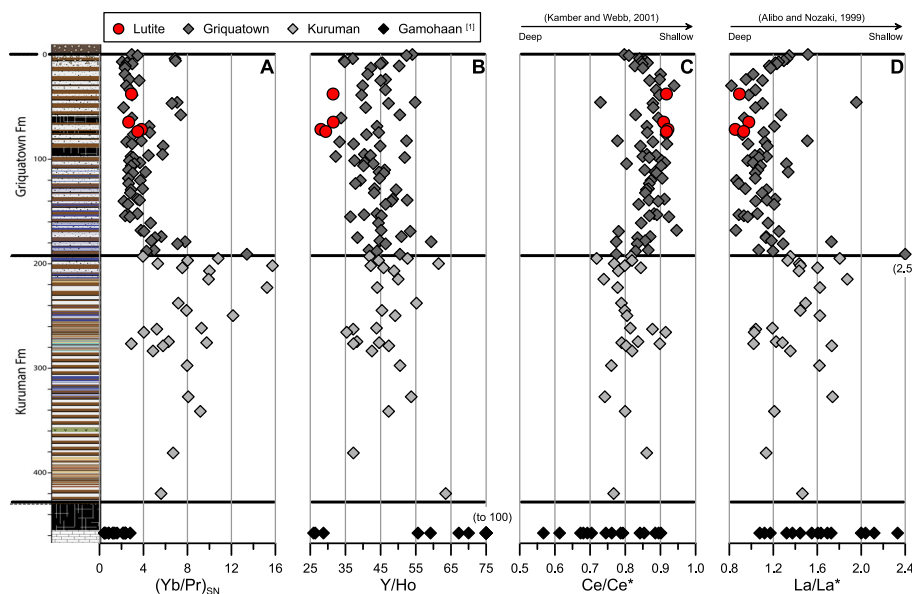 (Kamber and Webb, 2001)
(Alibo and Nozaki, 1999)
Lutite Griquatown Kuruman Gamohaan [1]
Deep Shallow Deep Shallow
A B C D
Griquatown Fm
Kuruman Fm
0
100
200
300
400
(2.5
(to 100)
0 4 8 12 16
25 35 45 55 65 75
0.5 0.6 0.7 0.8 0.9 1.0
0.8 1.2 1.6 2.0 2.4
(Yb/Pr)SN
Y/Ho
Ce/Ce*
La/La*